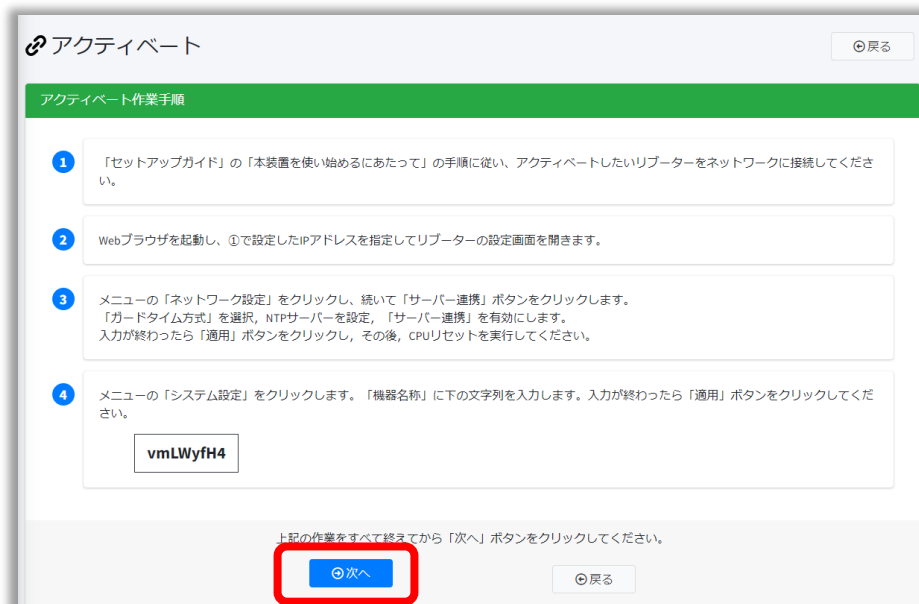 アクティベート
戻る
アクティベート作業手順
1 「セットアップガイド」の「本装置を使い始めるにあたって」の手順に従い、アクティベートしたいリブーターをネットワークに接続してくださ
い。
2 Webブラウザを起動し、①で設定したIPアドレスを指定してリブーターの設定画面を開きます。
3 メニューの「ネットワーク設定」をクリックし、続いて「サーバー連携」ボタンをクリックします。
「ガードタイム方式」を選択，NTPサーバーを設定，「サーバー連携」を有効にします。
入力が終わったら「適用」ボタンをクリックし，その後，CPUリセットを実行してください。
4 メニューの「システム設定」をクリックします。「機器名称」に下の文字列を入力します。入力が終わったら「適用」ボタンをクリックしてくだ
さい。
vmLWyfH4
上記の作業をすべて終えてから「次へ」ボタンをクリックしてください。
次へ
戻る